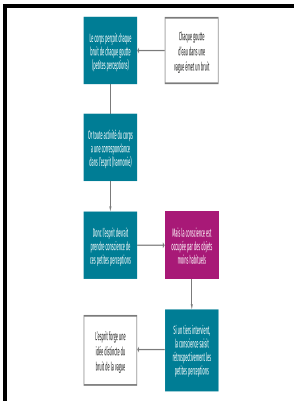 Le corps perçoit chaque
bruit de chaque goutte
(petites perceptions)
Chaque goutte
d'eau dans une
vague émet un bruit
Or toute activité du corps
a une correspondance
dans l'esprit (harmonie)
Donc l'esprit devrait
prendre conscience de
ces petites perceptions
Mais la conscience est
occupée par des objets
moins habituels
Si un tiers intervient,
la conscience saisit
rétrospectivement les
petites perceptions
L'esprit forge une
idée distincte du
bruit de la vague